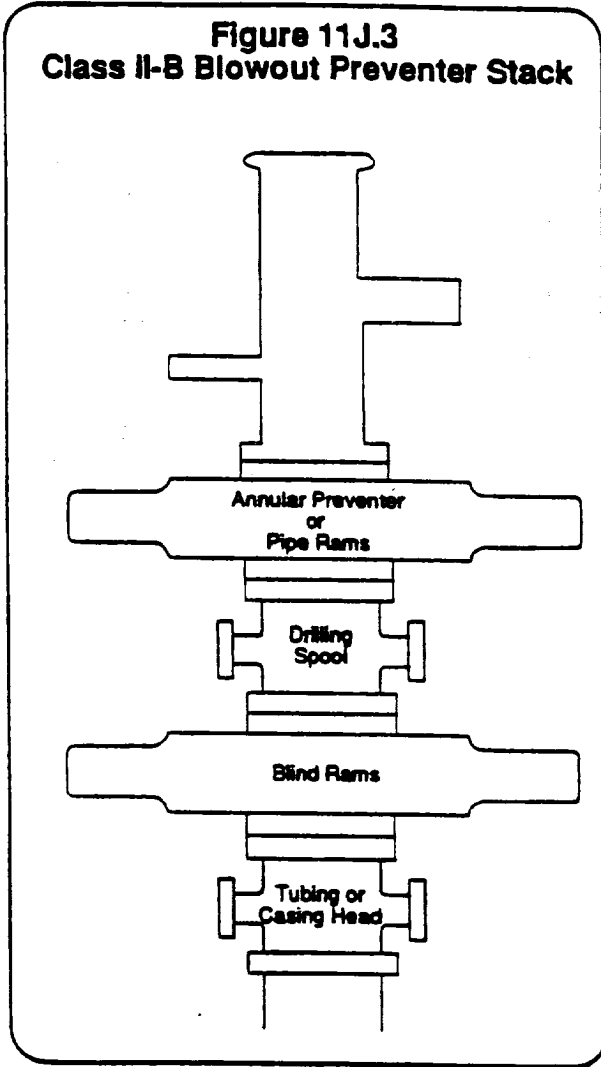 Figure 11J.3
Class II-B Blowout Preventer Stack
Annular Preventer
or
Pipe Rams
Drilling
Spool
Blind Rams
Tubing or
Casing Head